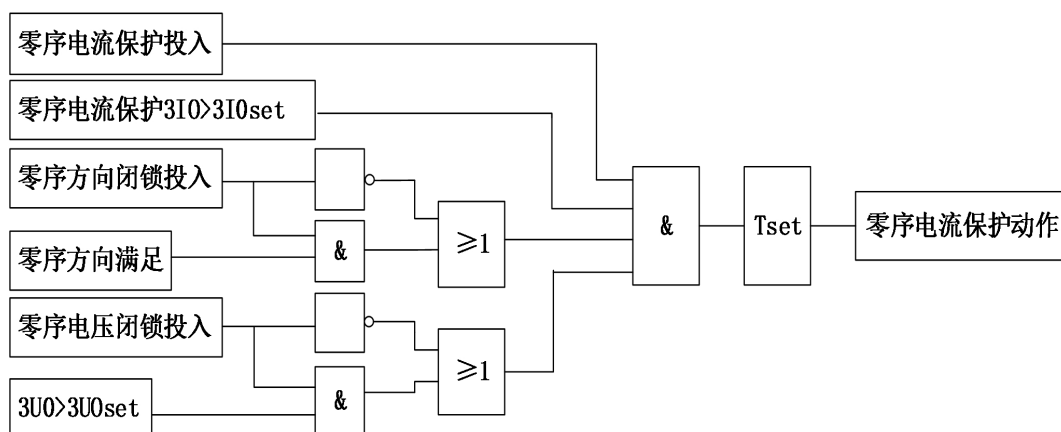 零序电流保护投入
零序电流保护3I0>3I0set
零序方向闭锁投入
&
≥1
零序方向满足
&
Tset
零序电流保护动作
零序电压闭锁投入
&
≥1
3U0>3U0set